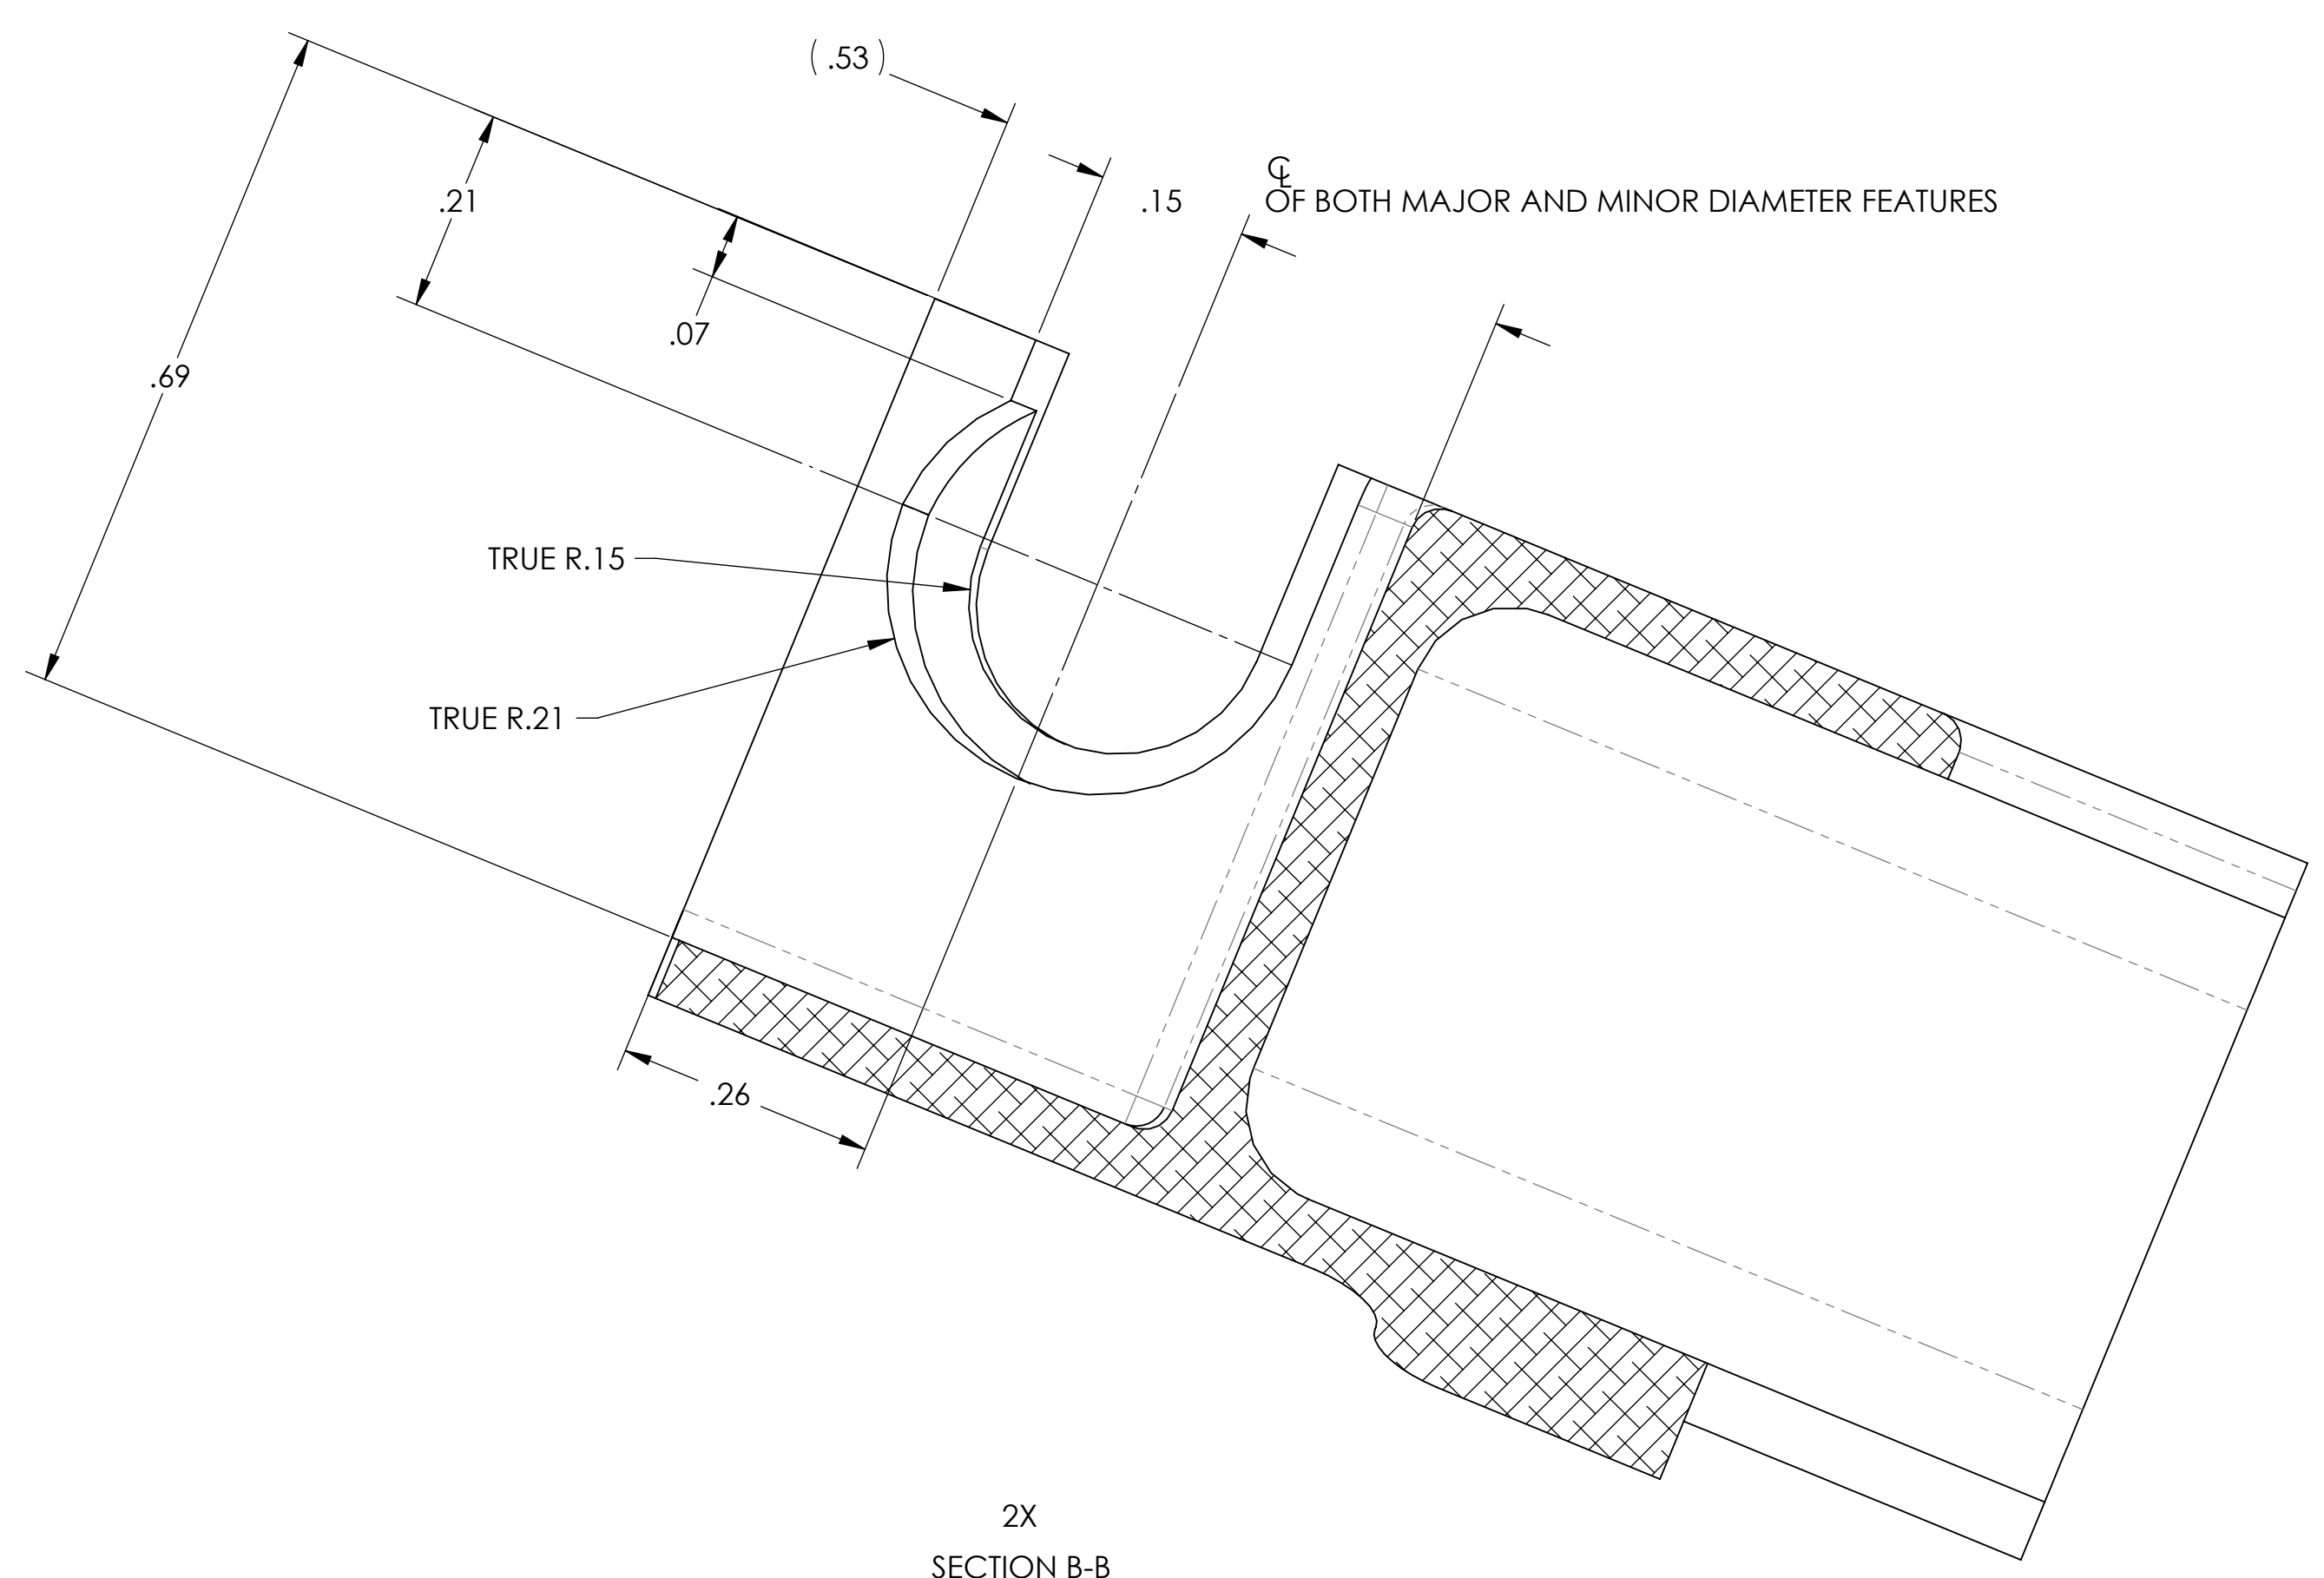 ( .53 )
℄
.15
OF BOTH MAJOR AND MINOR DIAMETER FEATURES
.21
.07
.69
TRUE R.15
TRUE R.21
.26
2X
SECTION B-B